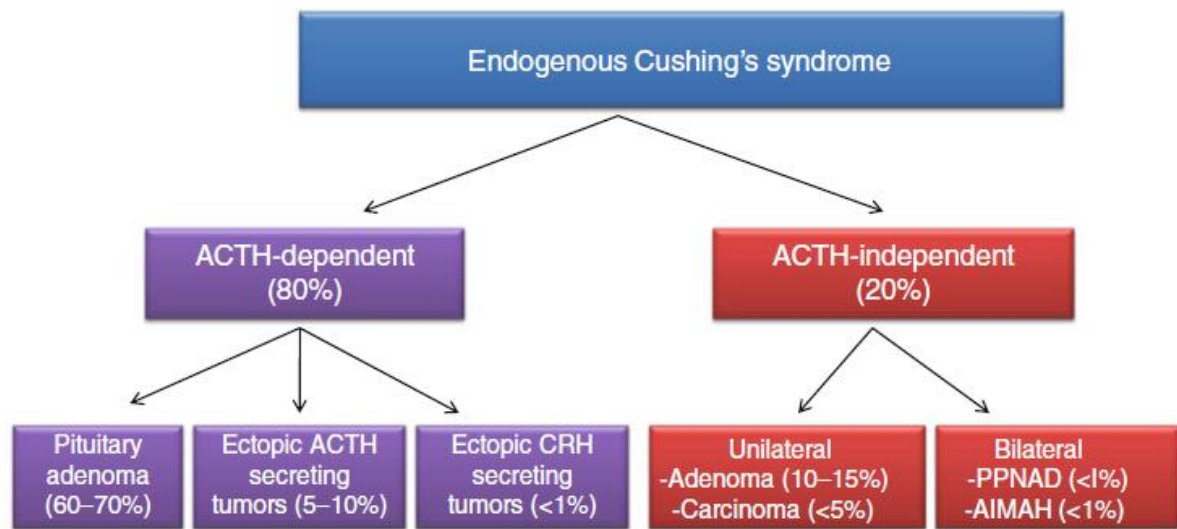 Endogenous Cushing's syndrome
ACTH-dependent
(80%)
ACTH-independent
(20%)
Pituitary
adenoma
(60–70%)
Ectopic ACTH
secreting
tumors (5–10%)
Ectopic CRH
secreting
tumors (<1%)
Unilateral
-Adenoma (10–15%)
-Carcinoma (<5%)
Bilateral
-PPNAD (<I%)
-AIMAH (<1%)